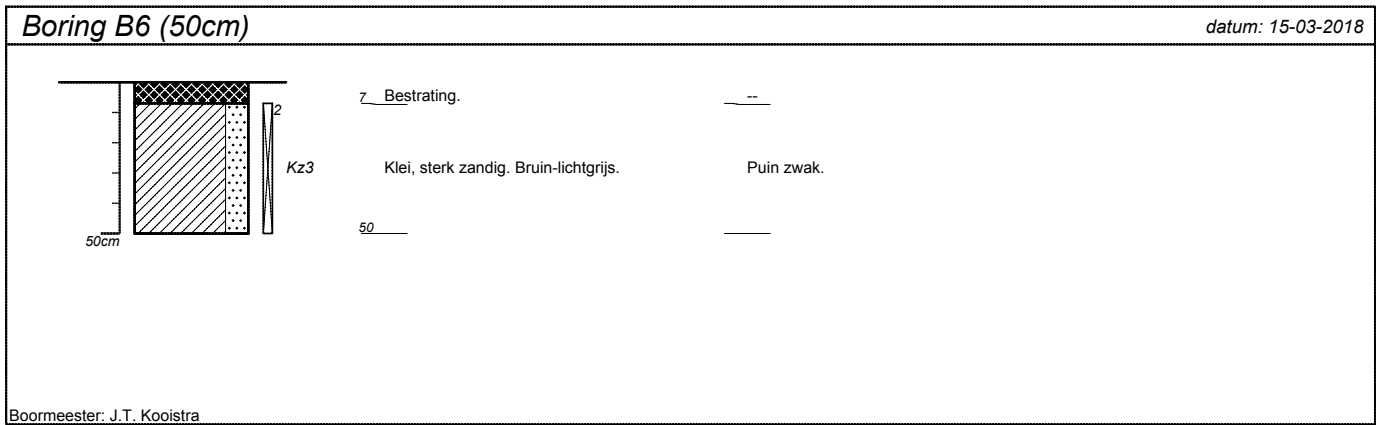 Boring B6 (50cm)
datum: 15-03-2018
7 Bestrating. --
2
Kz3 Klei, sterk zandig. Bruin-lichtgrijs. Puin zwak.
50
50cm
Boormeester: J.T. Kooistra